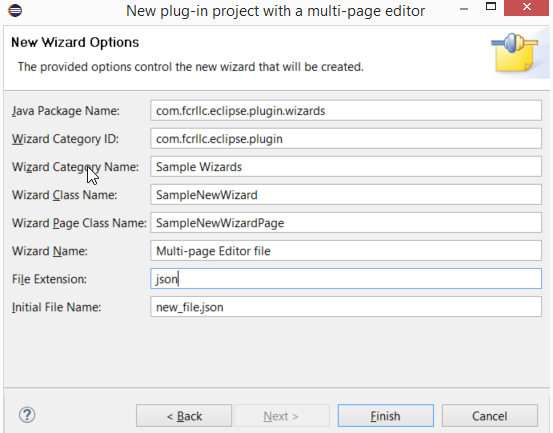 New plug-in project with a multi-page editor
New Wizard Options
The provided options control the new wizard that will be created.
Java Package Name: com.fcrllc.eclipse.plugin.wizards
Wizard Category ID: com.fcrllc.eclipse.plugin
Wizard Category Name: Sample Wizards
Wizard Class Name: SampleNewWizard
Wizard Page Class Name: SampleNewWizardPage
Wizard Name: Multi-page Editor file
File Extension: json
Initial File Name: new_file.json
? < Back Next > Finish Cancel